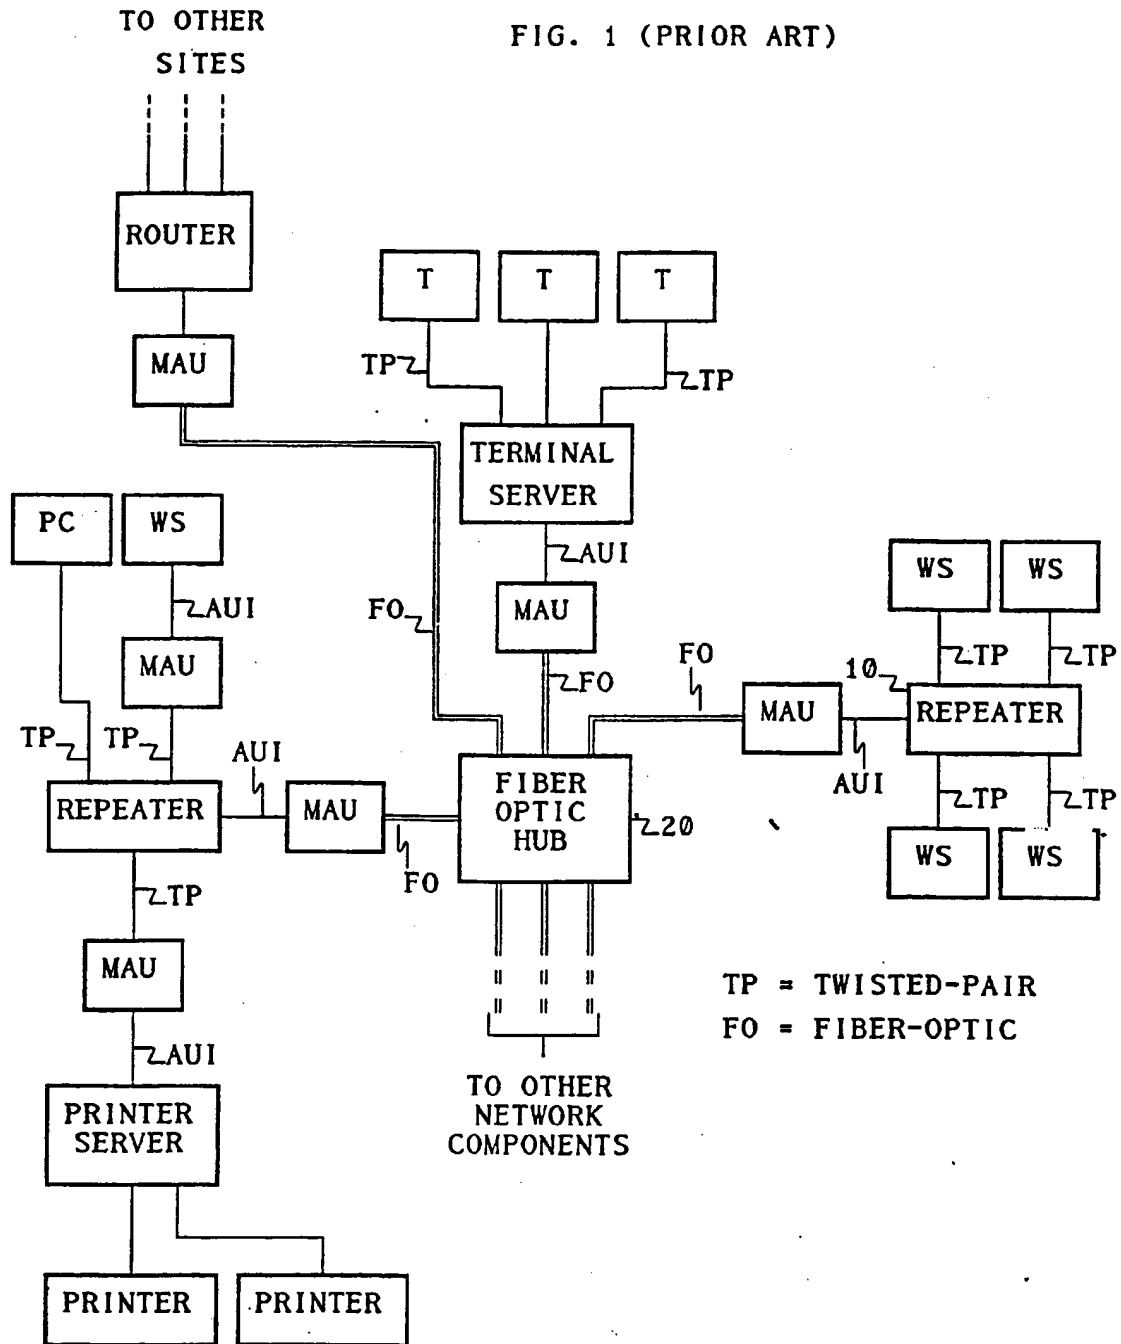 TO OTHER
SITES
FIG. 1 (PRIOR ART)
ROUTER
MAU
T
T
T
TP
TP
TERMINAL
SERVER
AUI
MAU
FO
FO
PC
WS
AUI
MAU
TP
TP
AUI
REPEATER
MAU
FO
FIBER
OPTIC
HUB
20
FO
MAU
AUI
10
REPEATER
WS
WS
TP
TP
TP
TP
WS
WS
TP
MAU
AUI
PRINTER
SERVER
PRINTER
PRINTER
TO OTHER
NETWORK
COMPONENTS
TP = TWISTED-PAIR
FO = FIBER-OPTIC